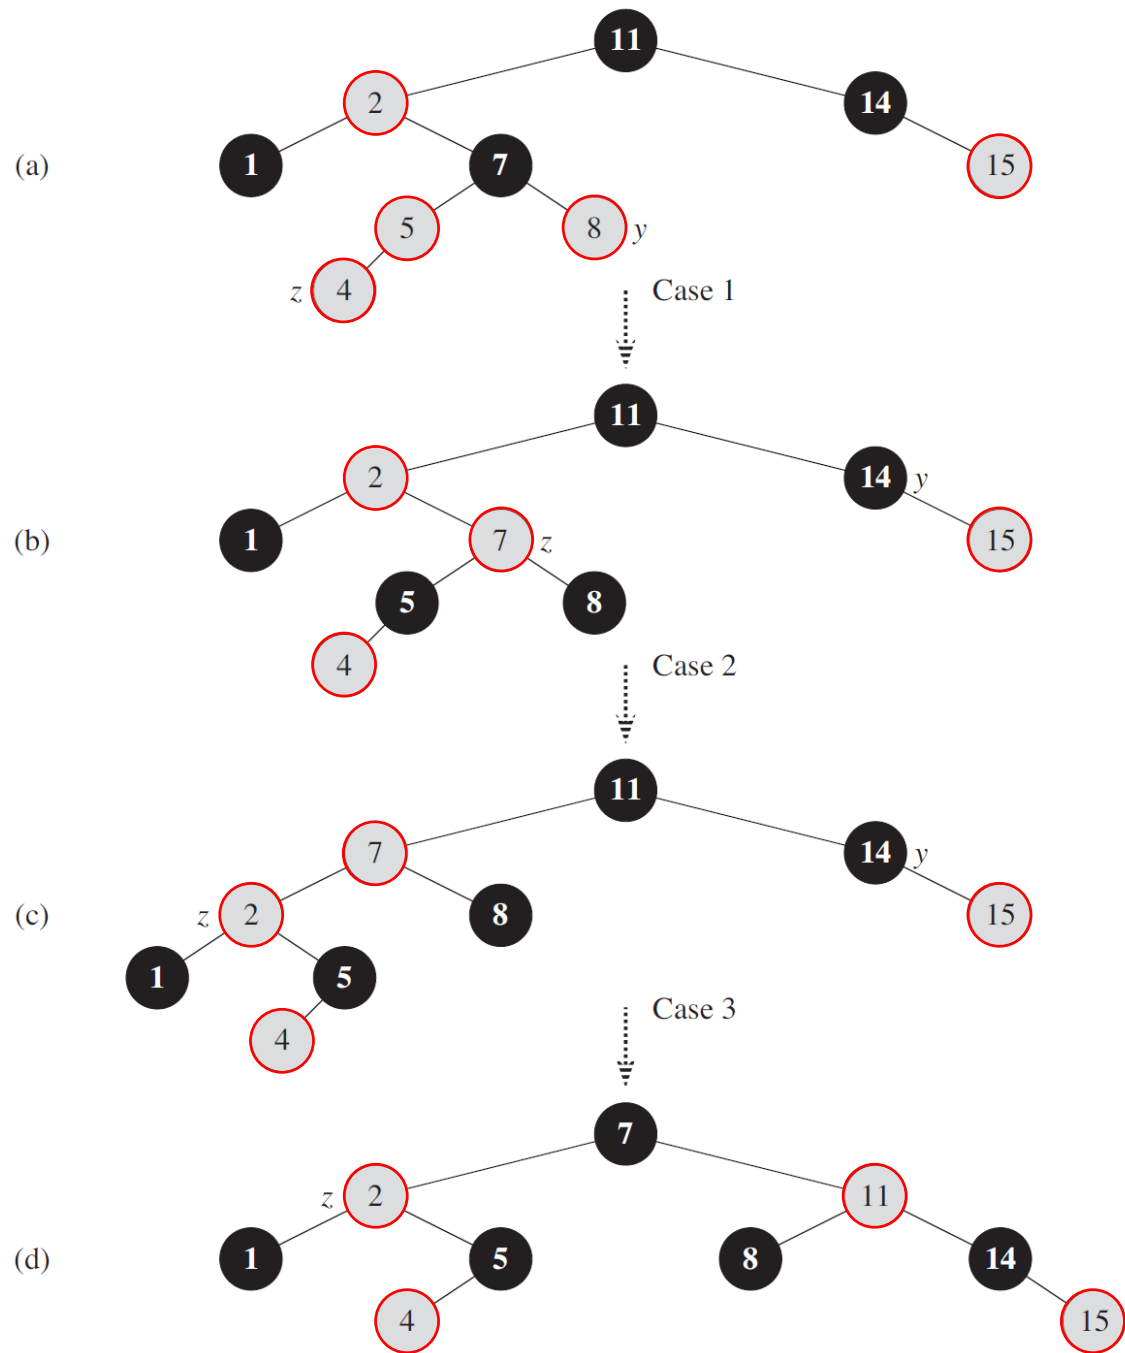 11
2 14
(a) 1 7 15
5 8 y
z 4 Case 1
11
2 14 y
(b) 1 7 z 15
5 8
4 Case 2
11
7 14 y
(c) z 2 8 15
1 5
4 Case 3
7
z 2 11
(d) 1 5 8 14
4 15